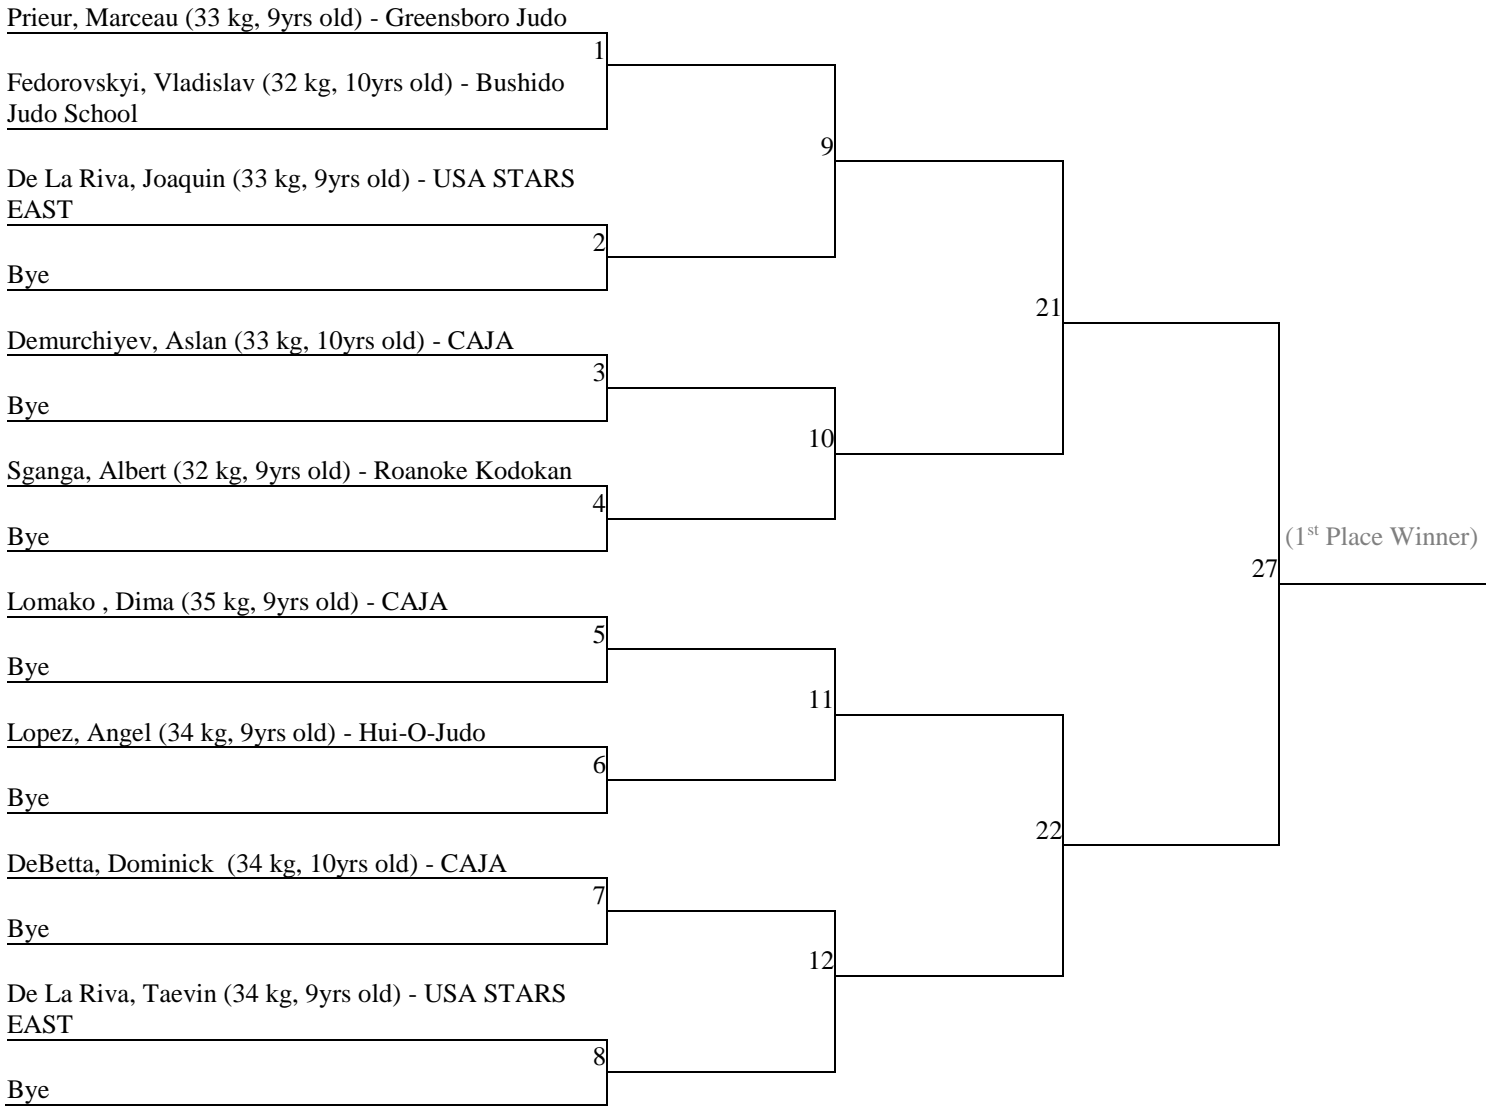 Prieur, Marceau (33 kg, 9yrs old) - Greensboro Judo
1
Fedorovskyi, Vladislav (32 kg, 10yrs old) - Bushido
Judo School
9
De La Riva, Joaquin (33 kg, 9yrs old) - USA STARS
EAST
2
Bye
21
Demurchiyev, Aslan (33 kg, 10yrs old) - CAJA
3
Bye
10
Sganga, Albert (32 kg, 9yrs old) - Roanoke Kodokan
4
Bye
(1st Place Winner)
27
Lomako , Dima (35 kg, 9yrs old) - CAJA
5
Bye
11
Lopez, Angel (34 kg, 9yrs old) - Hui-O-Judo
6
Bye
22
DeBetta, Dominick  (34 kg, 10yrs old) - CAJA
7
Bye
12
De La Riva, Taevin (34 kg, 9yrs old) - USA STARS
EAST
8
Bye